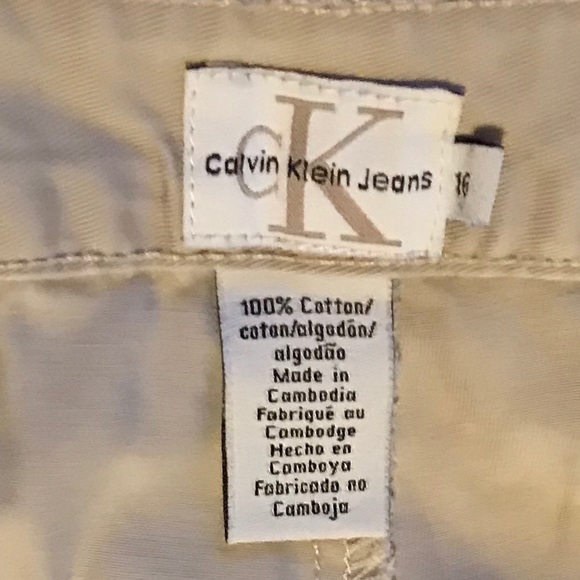 CK
Calvin Klein Jeans
16
100% Cotton/
coton/algodón/
algodão
Made in
Cambodia
Fabriqué au
Cambodge
Hecho en
Camboya
Fabricado no
Camboja